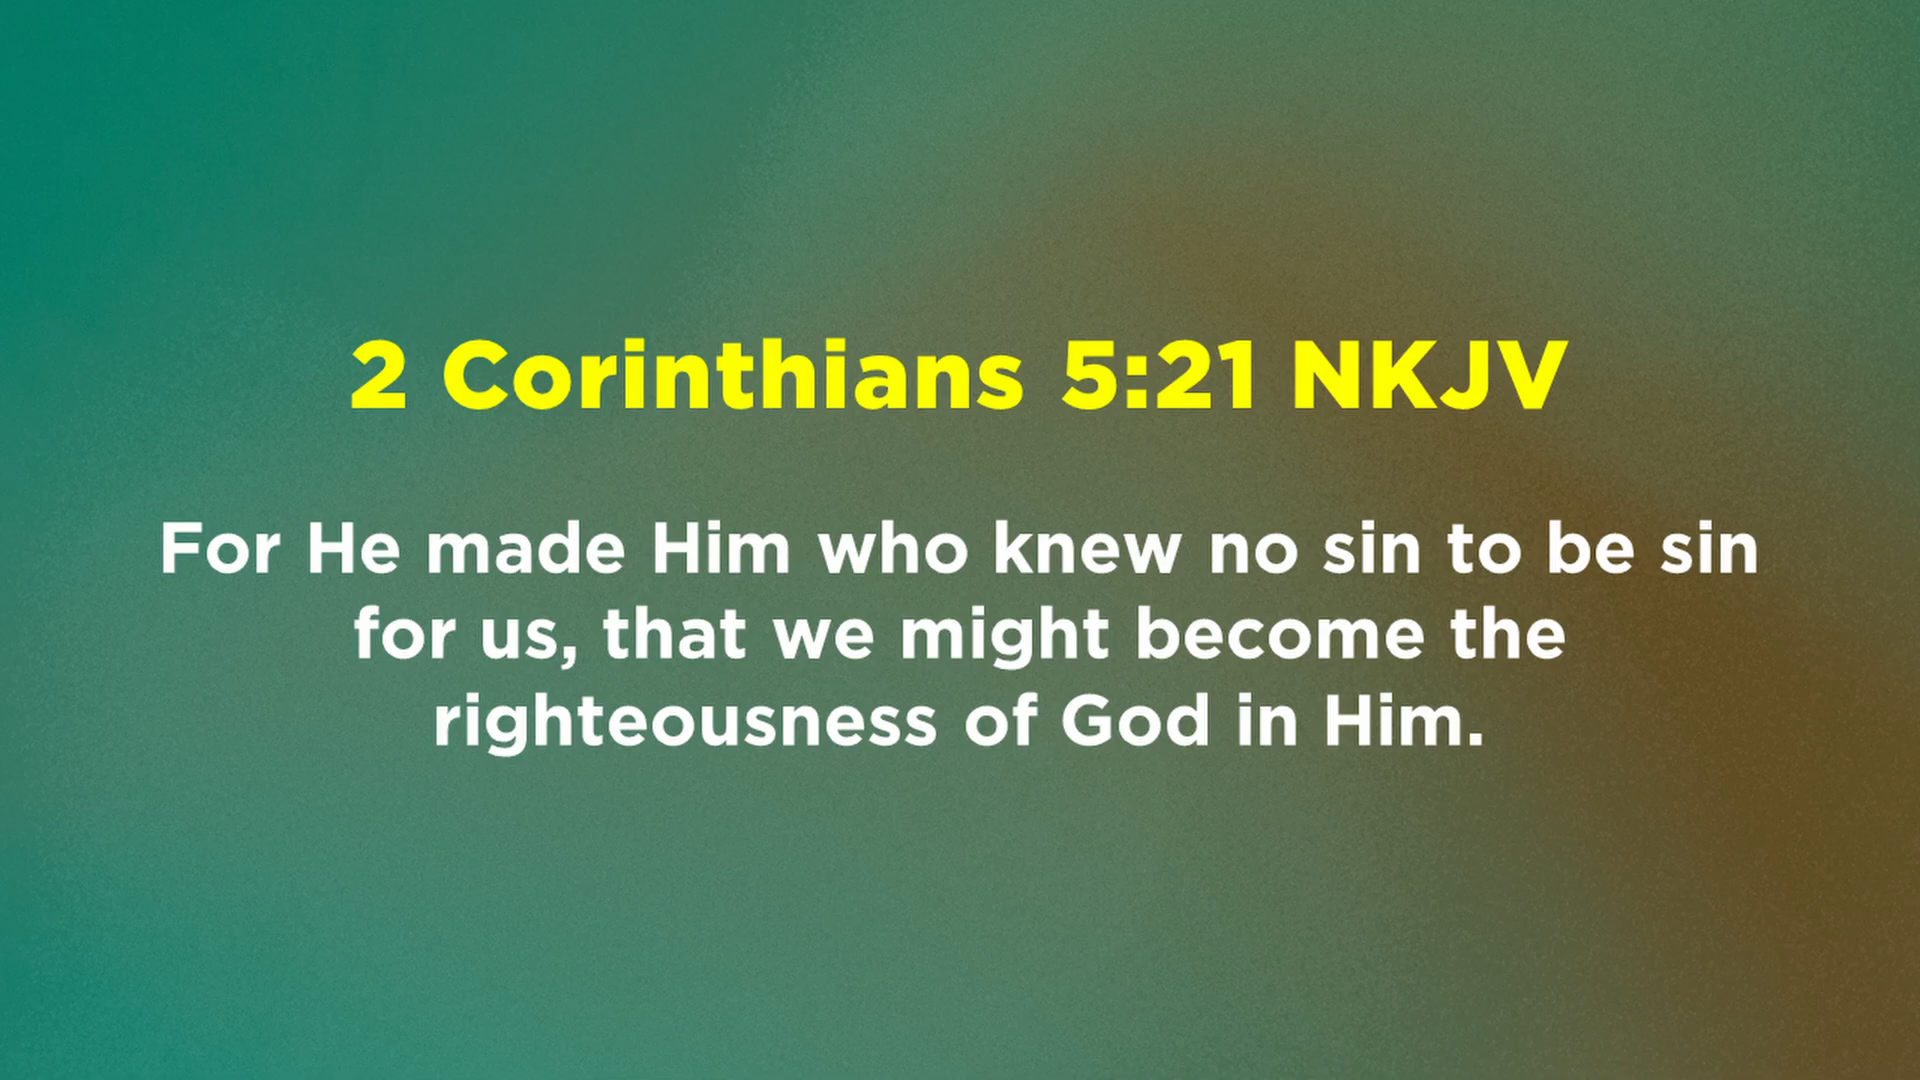 2 Corinthians 5:21 NKJV
For He made Him who knew no sin to be sin
for us, that we might become the
righteousness of God in Him.